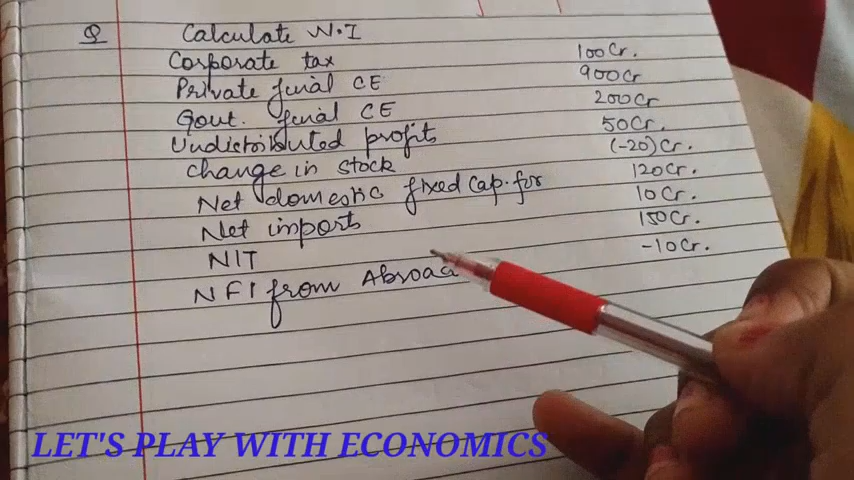 Q Calculate N.I
Corporate tax 100Cr.
Private final CE 900Cr
Govt. final CE 200Cr
Undistributed profits 50Cr.
Change in stock (-20)Cr.
Net domestic fixed Cap. for 120Cr.
Net imports 10Cr.
NIT 150Cr.
NFI from Abroad -10Cr.
LET'S PLAY WITH ECONOMICS